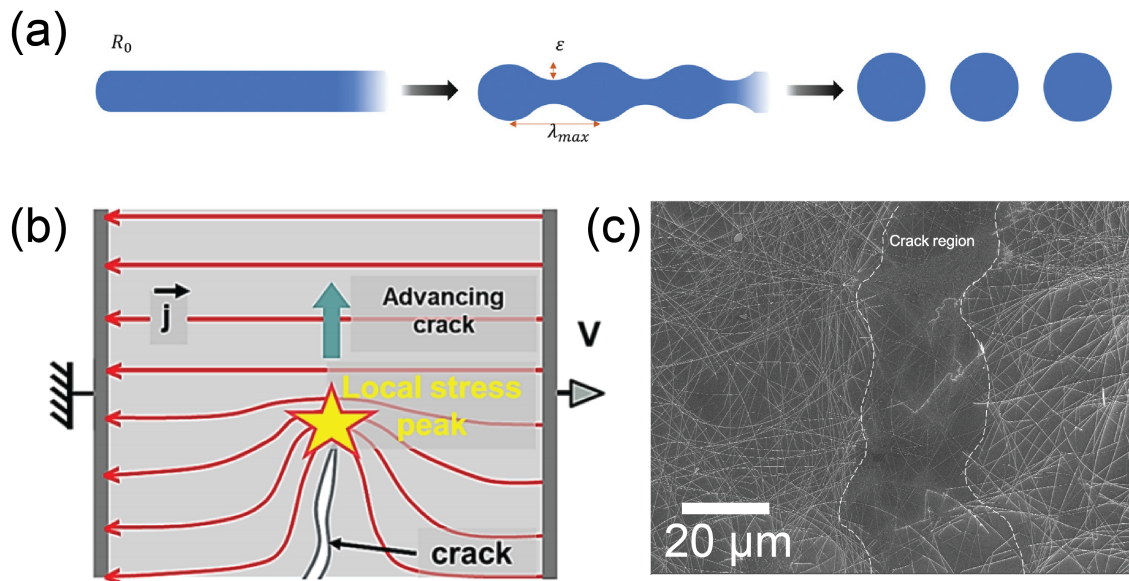 (a)
R₀
ε
λₘₐₓ
(b)
j
Advancing
crack
V
Local stress
peak
crack
(c)
Crack region
20 μm